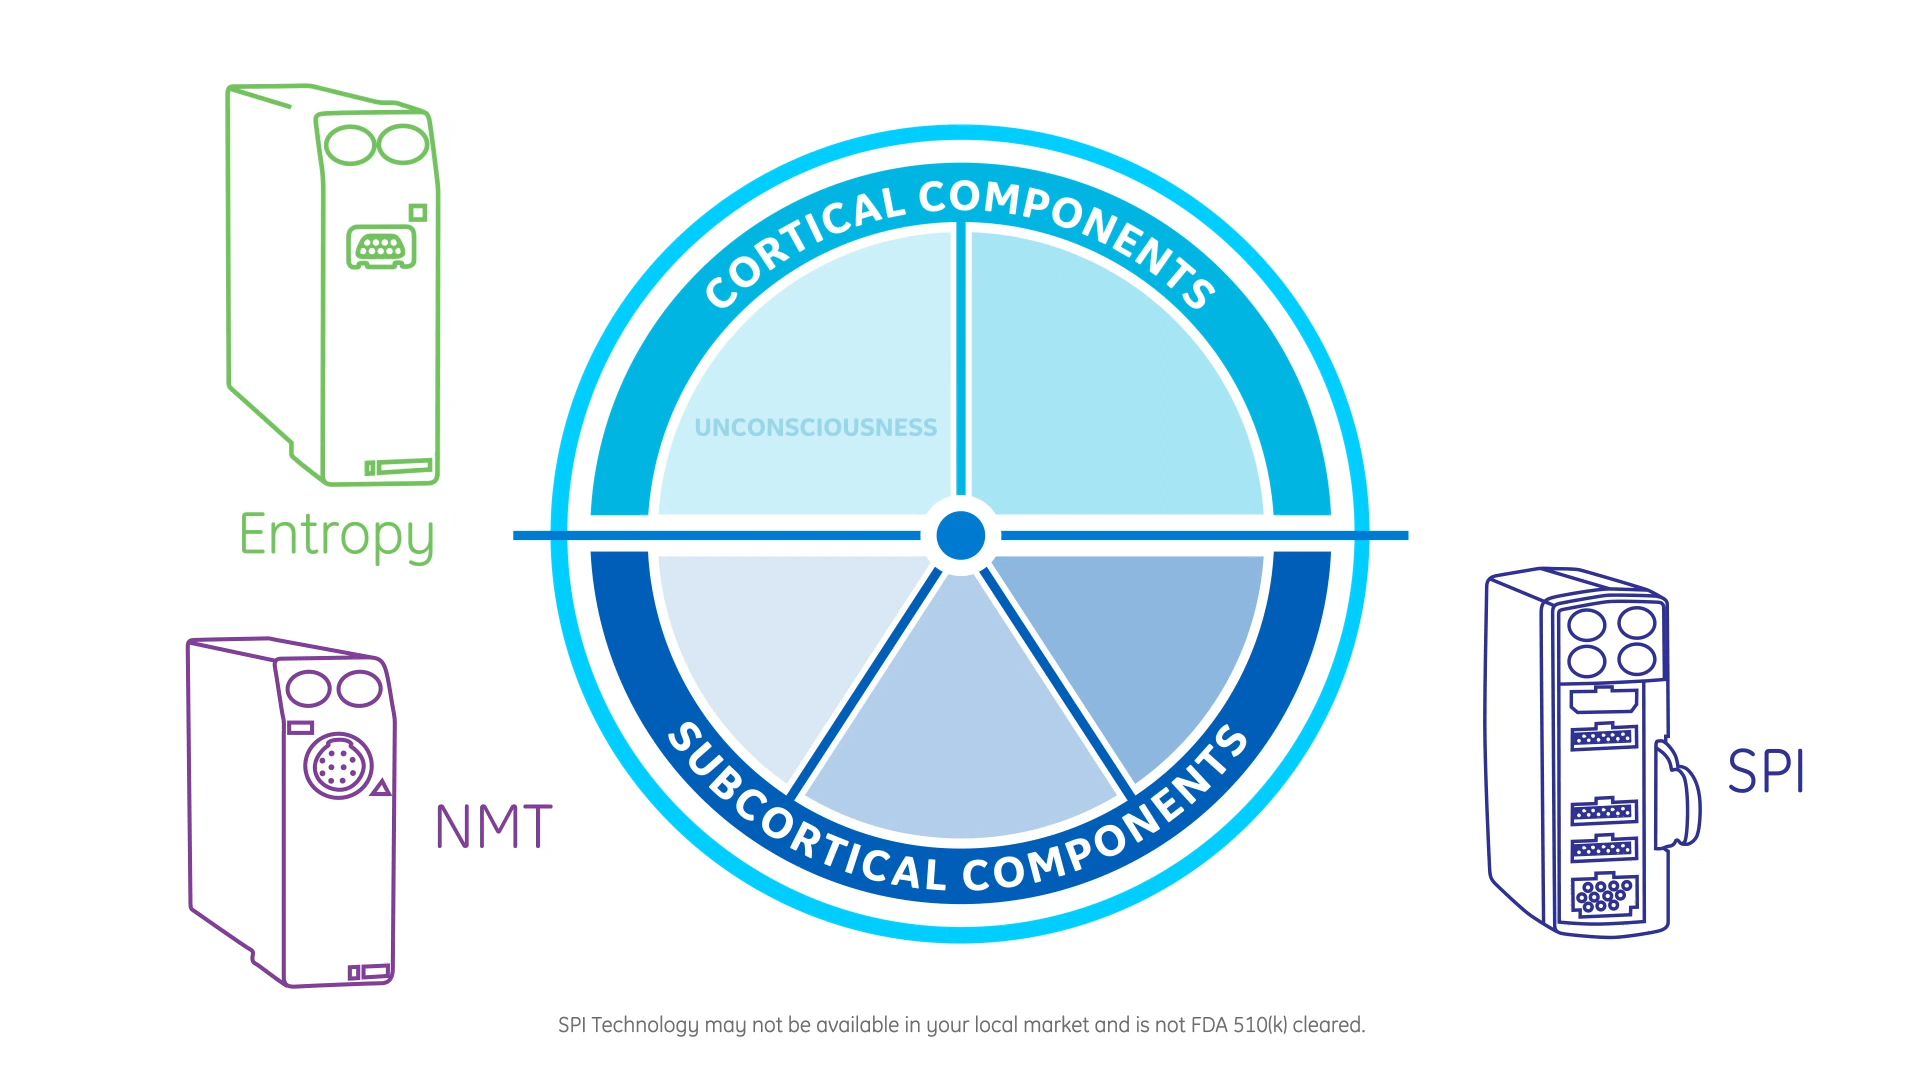 CORTICAL COMPONENTS
UNCONSCIOUSNESS
Entropy
NMT
SPI
SUBCORTICAL COMPONENTS
SPI Technology may not be available in your local market and is not FDA 510(k) cleared.